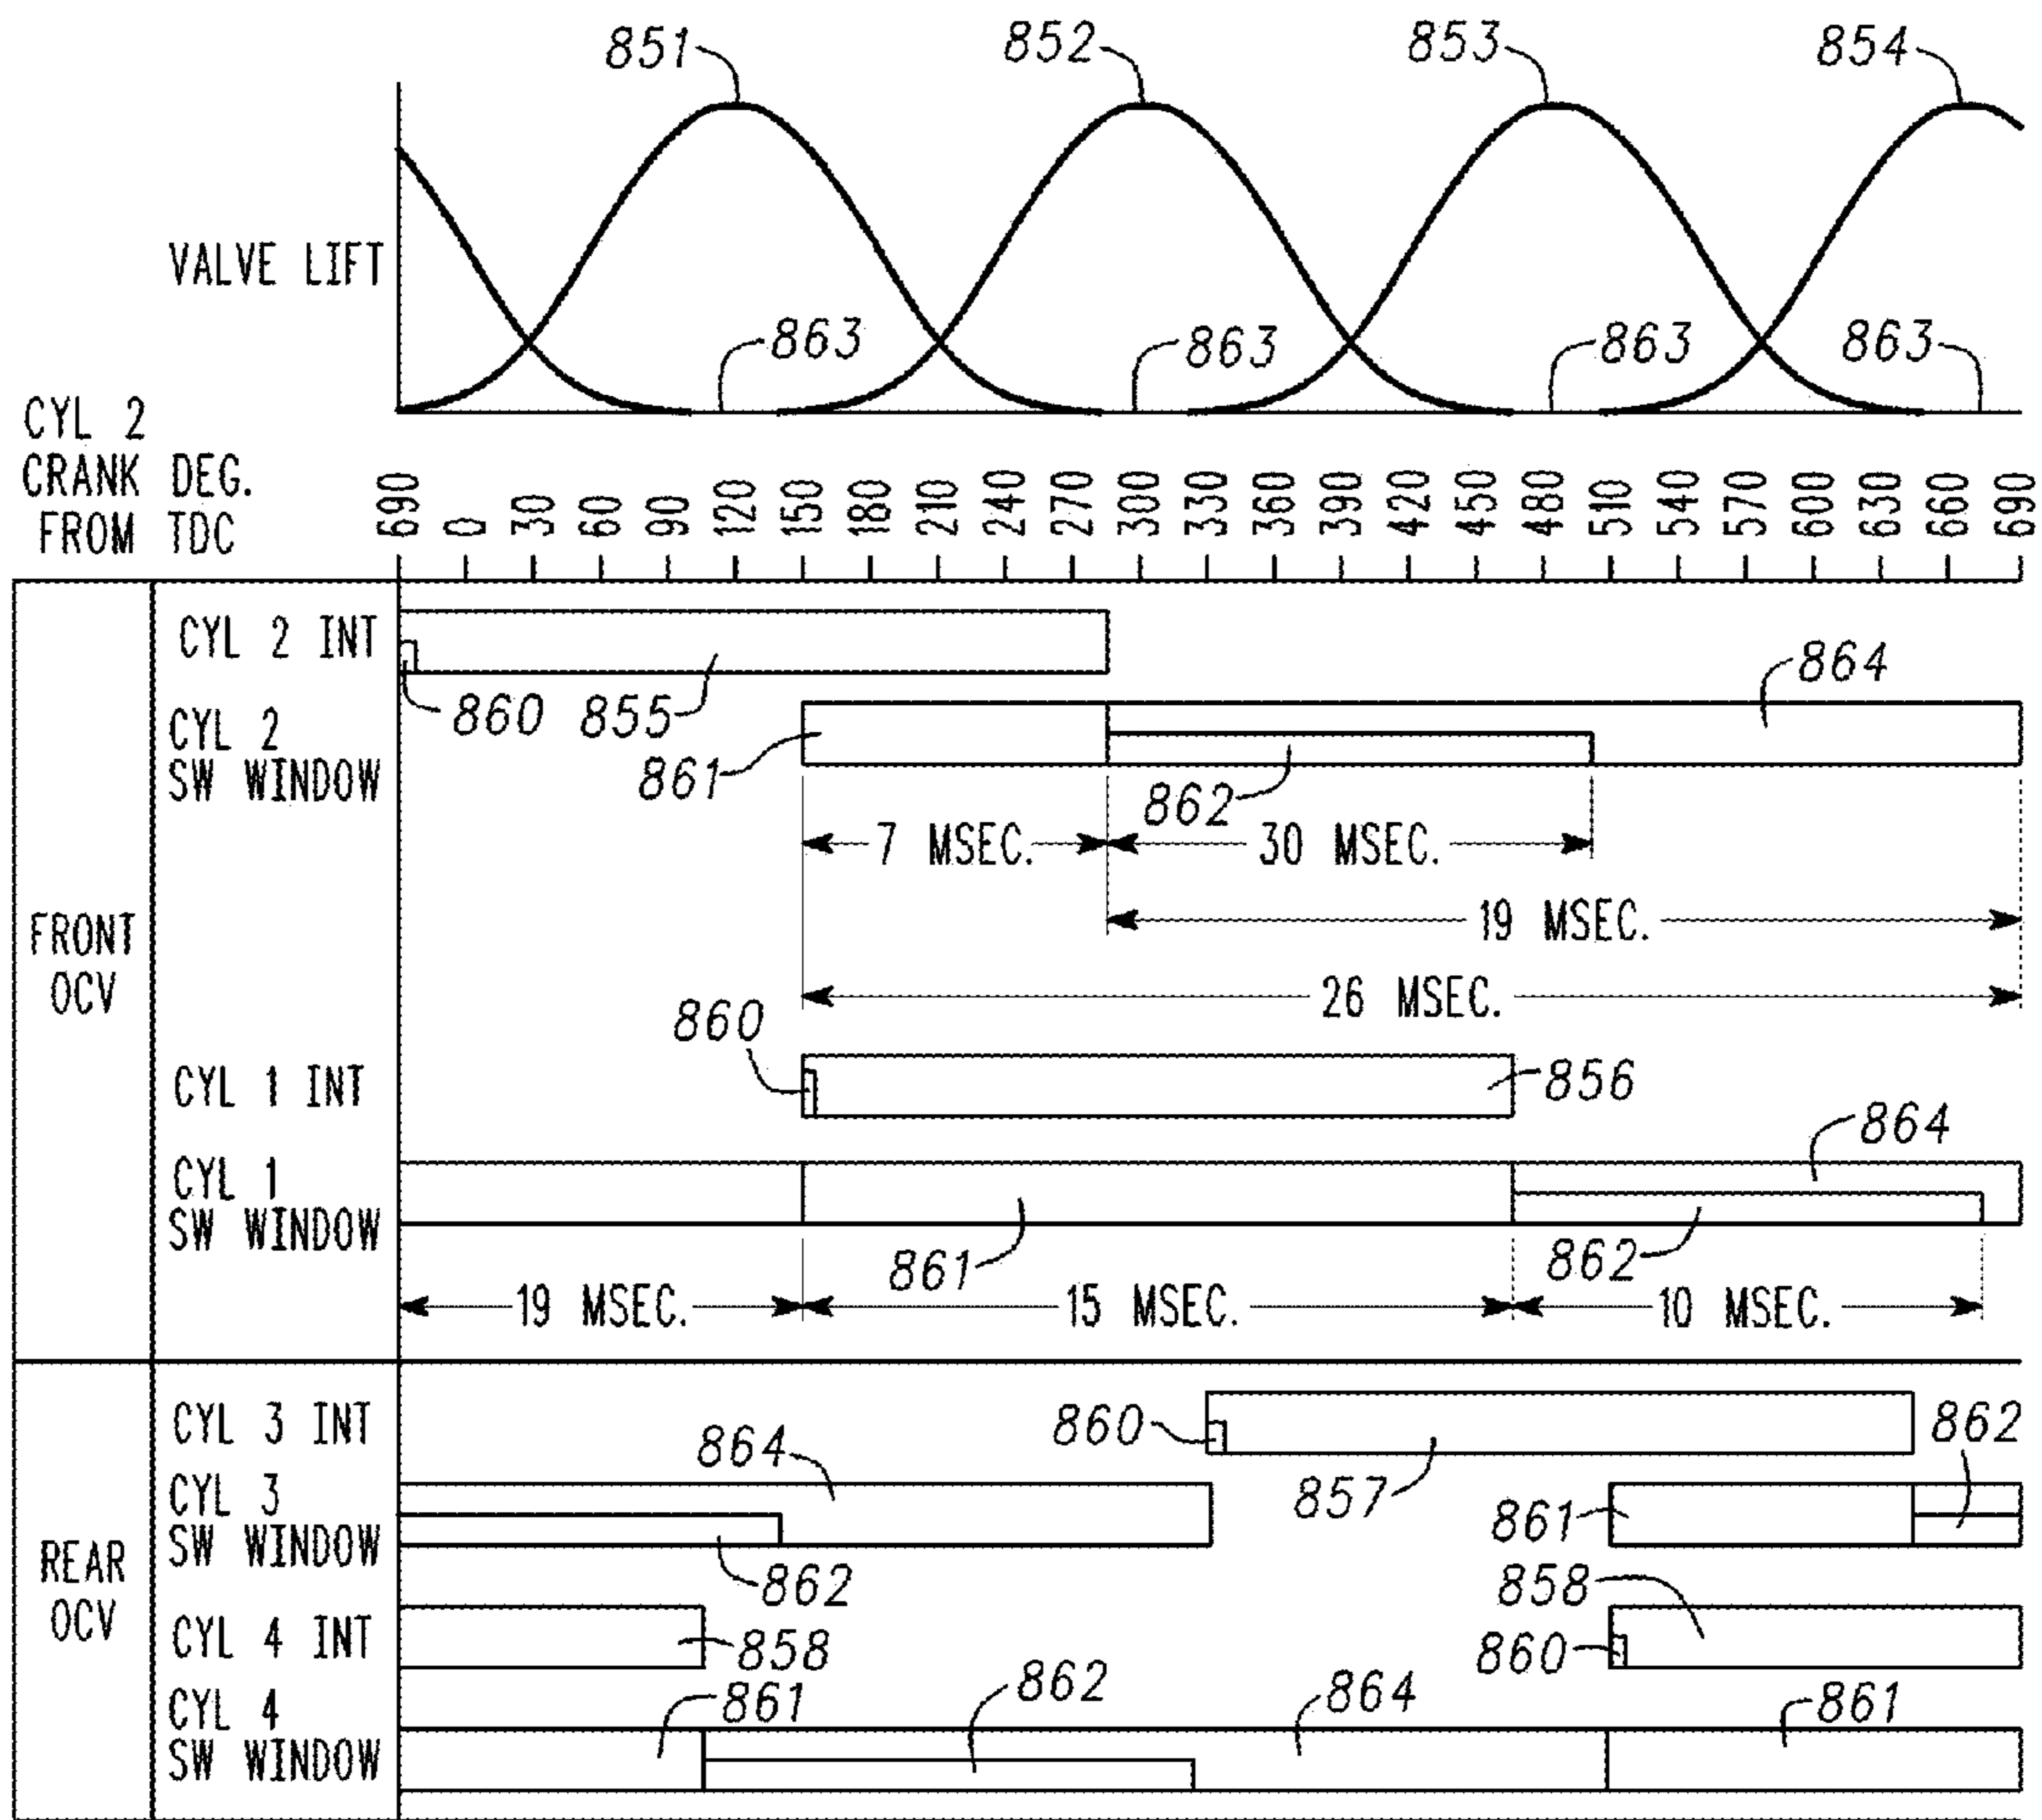 851 852 853 854
VALVE LIFT
863 863 863 863
CYL 2
CRANK DEG.
FROM TDC
690 0 30 60 90 120 150 180 210 240 270 300 330 360 390 420 450 480 510 540 570 600 630 660 690
FRONT
OCV
CYL 2 INT
860 855
864
CYL 2
SW WINDOW
861 862
7 MSEC. 30 MSEC.
19 MSEC.
26 MSEC.
860
CYL 1 INT
856
864
CYL 1
SW WINDOW
861 862
19 MSEC. 15 MSEC. 10 MSEC.
REAR
OCV
CYL 3 INT
860 857 862
864
CYL 3
SW WINDOW
862 861
858
CYL 4 INT
858 860
861 862 864 861
CYL 4
SW WINDOW